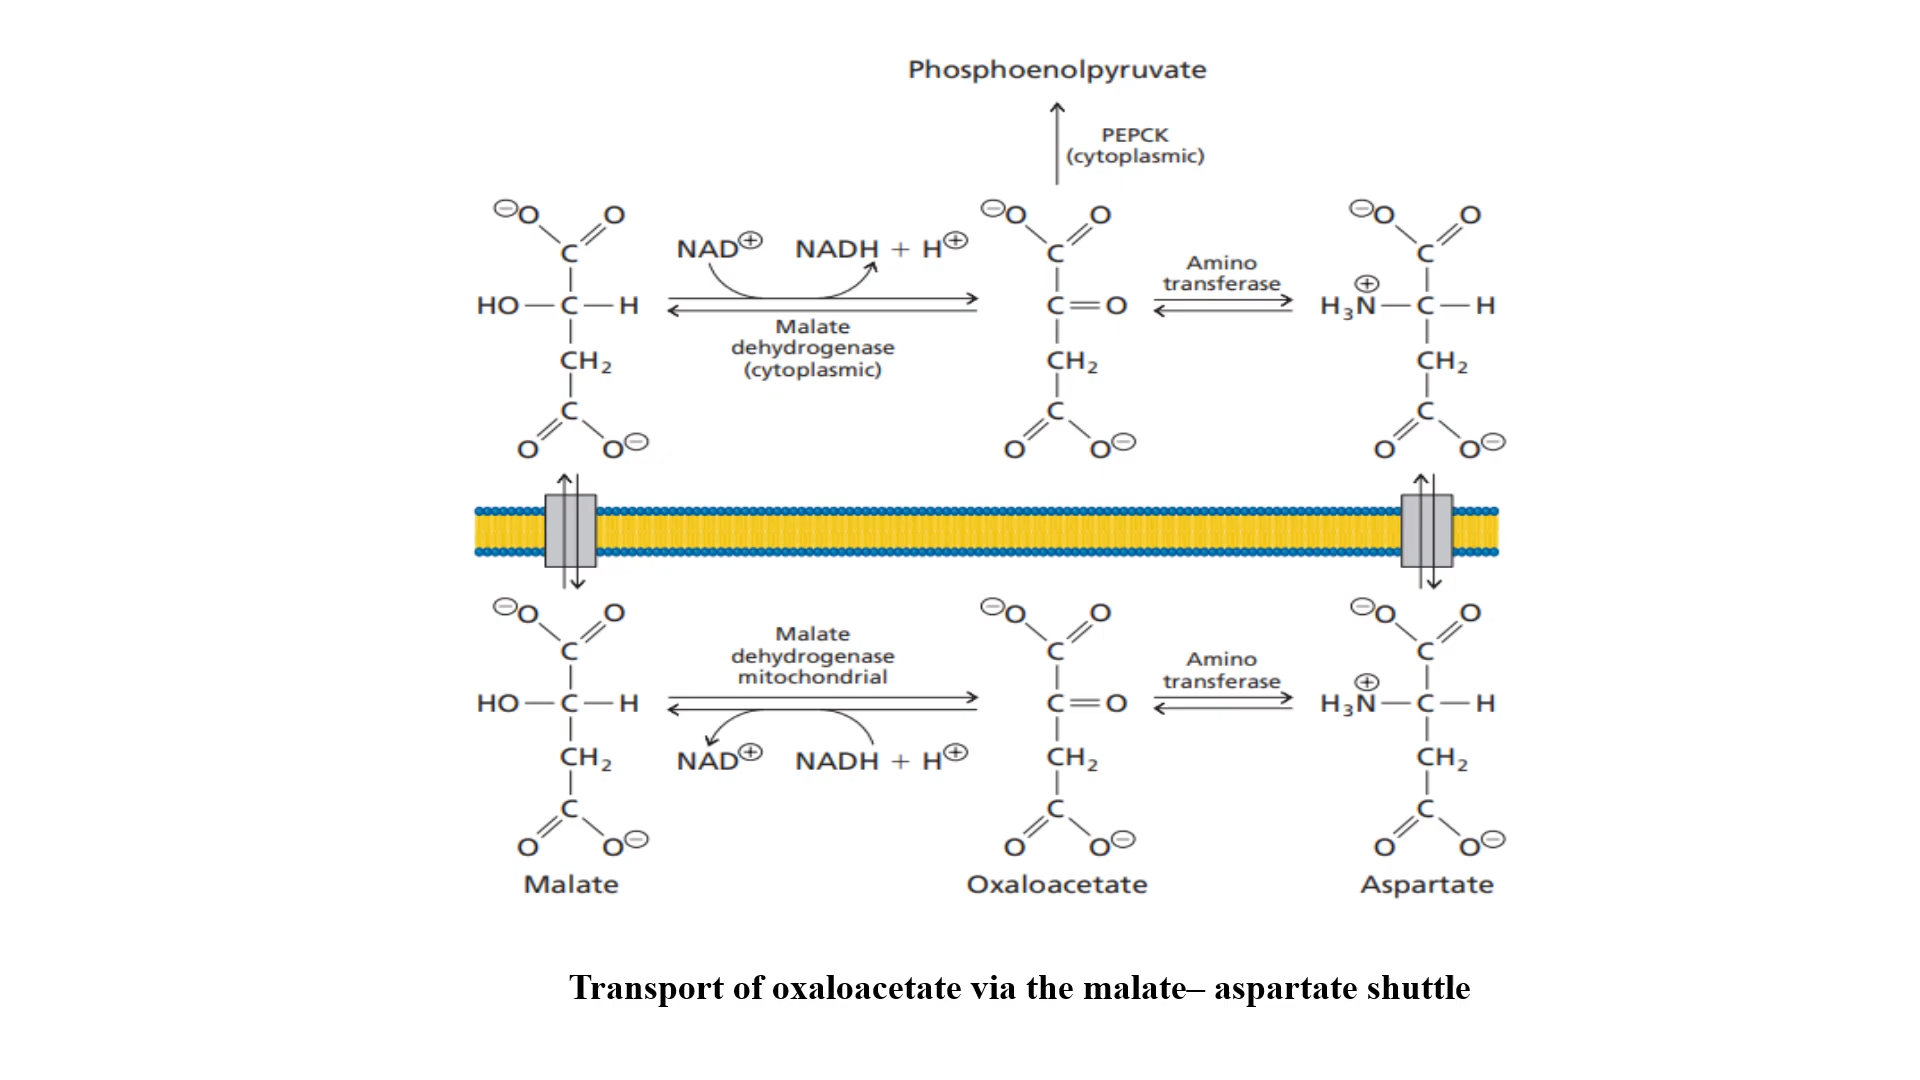 Phosphoenolpyruvate
PEPCK
(cytoplasmic)
⊖O O
C
HO—C—H
CH₂
C
O O⊖
NAD⊕ NADH + H⊕
Malate
dehydrogenase
(cytoplasmic)
⊖O O
C
C=O
CH₂
C
O O⊖
Amino
transferase
⊖O O
C
⊕
H₃N—C—H
CH₂
C
O O⊖
⊖O O
C
HO—C—H
CH₂
C
O O⊖
Malate
Malate
dehydrogenase
mitochondrial
NAD⊕ NADH + H⊕
⊖O O
C
C=O
CH₂
C
O O⊖
Oxaloacetate
Amino
transferase
⊖O O
C
⊕
H₃N—C—H
CH₂
C
O O⊖
Aspartate
Transport of oxaloacetate via the malate– aspartate shuttle